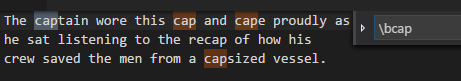 The captain wore this cap and cape proudly as
he sat listening to the recap of how his
crew saved the men from a capsized vessel.
\bcap